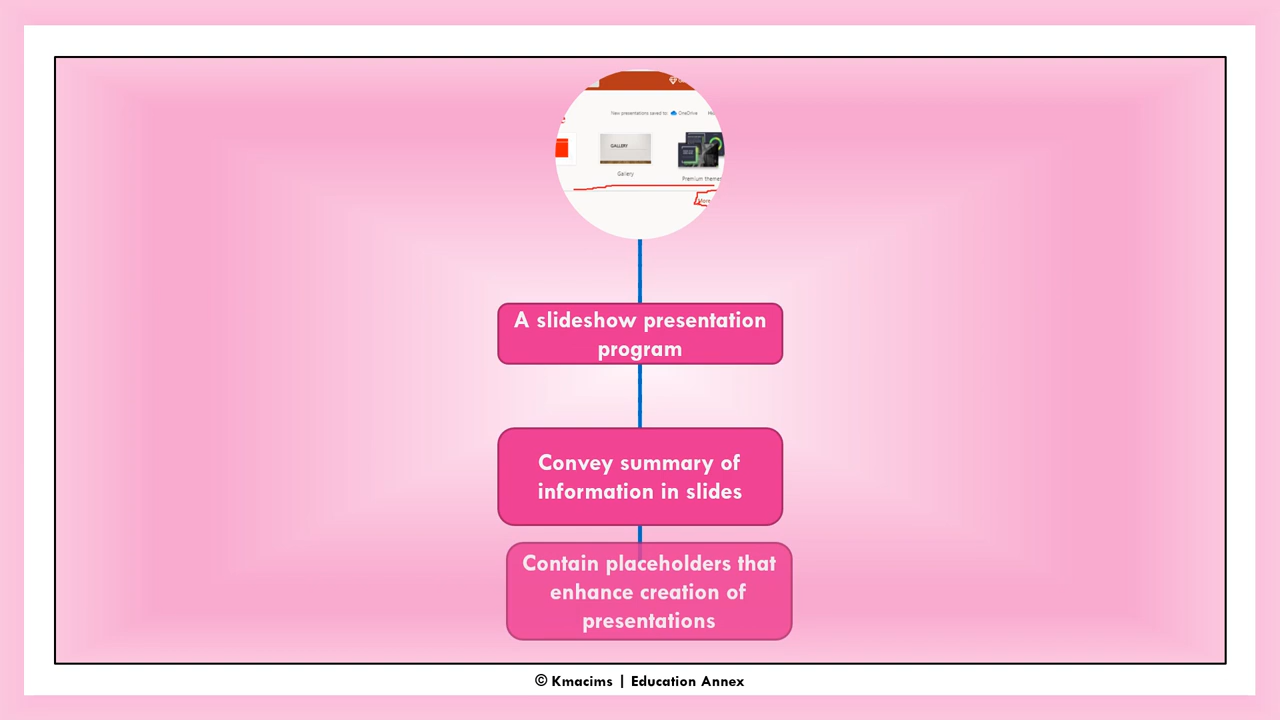 New presentations saved to: OneDrive
GALLERY
Gallery
Premium themes
More
A slideshow presentation
program
Convey summary of
information in slides
Contain placeholders that
enhance creation of
presentations
© Kmacims | Education Annex